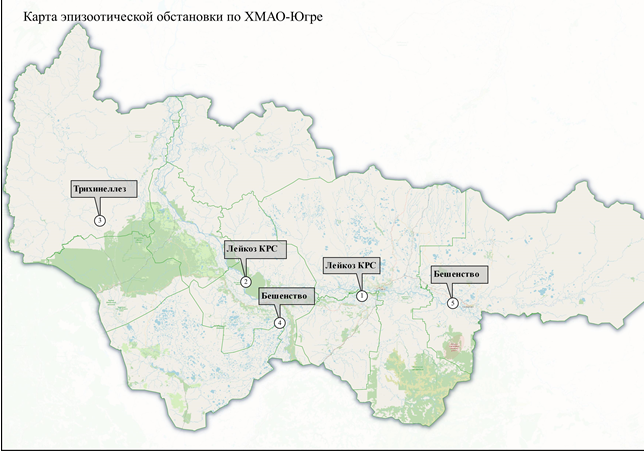 Карта эпизоотической обстановки по ХМАО-Югре
Трихинеллез
3
Лейкоз КРС
2
Лейкоз КРС
1
Бешенство
5
Бешенство
4